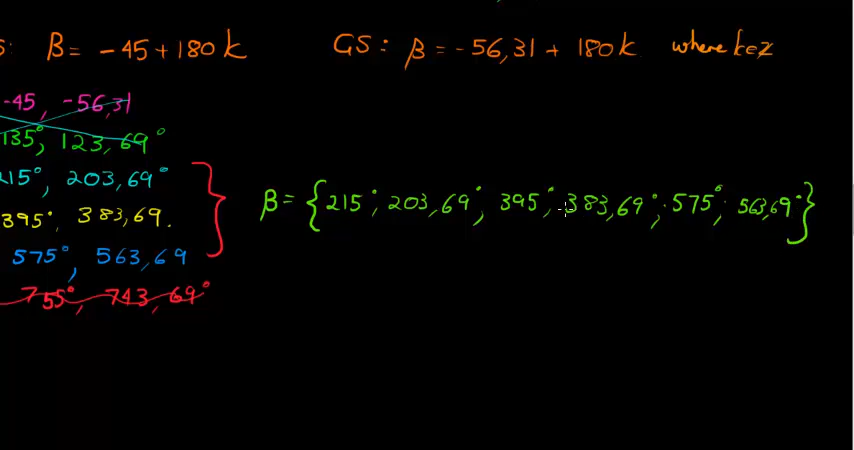 S: β = -45 + 180k GS: β = -56,31 + 180k where k∈ℤ
-45, -56,31
135°, 123,69°
215°, 203,69°
395°, 383,69. β = {215°; 203,69°; 395°; 383,69°; 575°; 563,69°}
575°, 563,69
755°, 743,69°